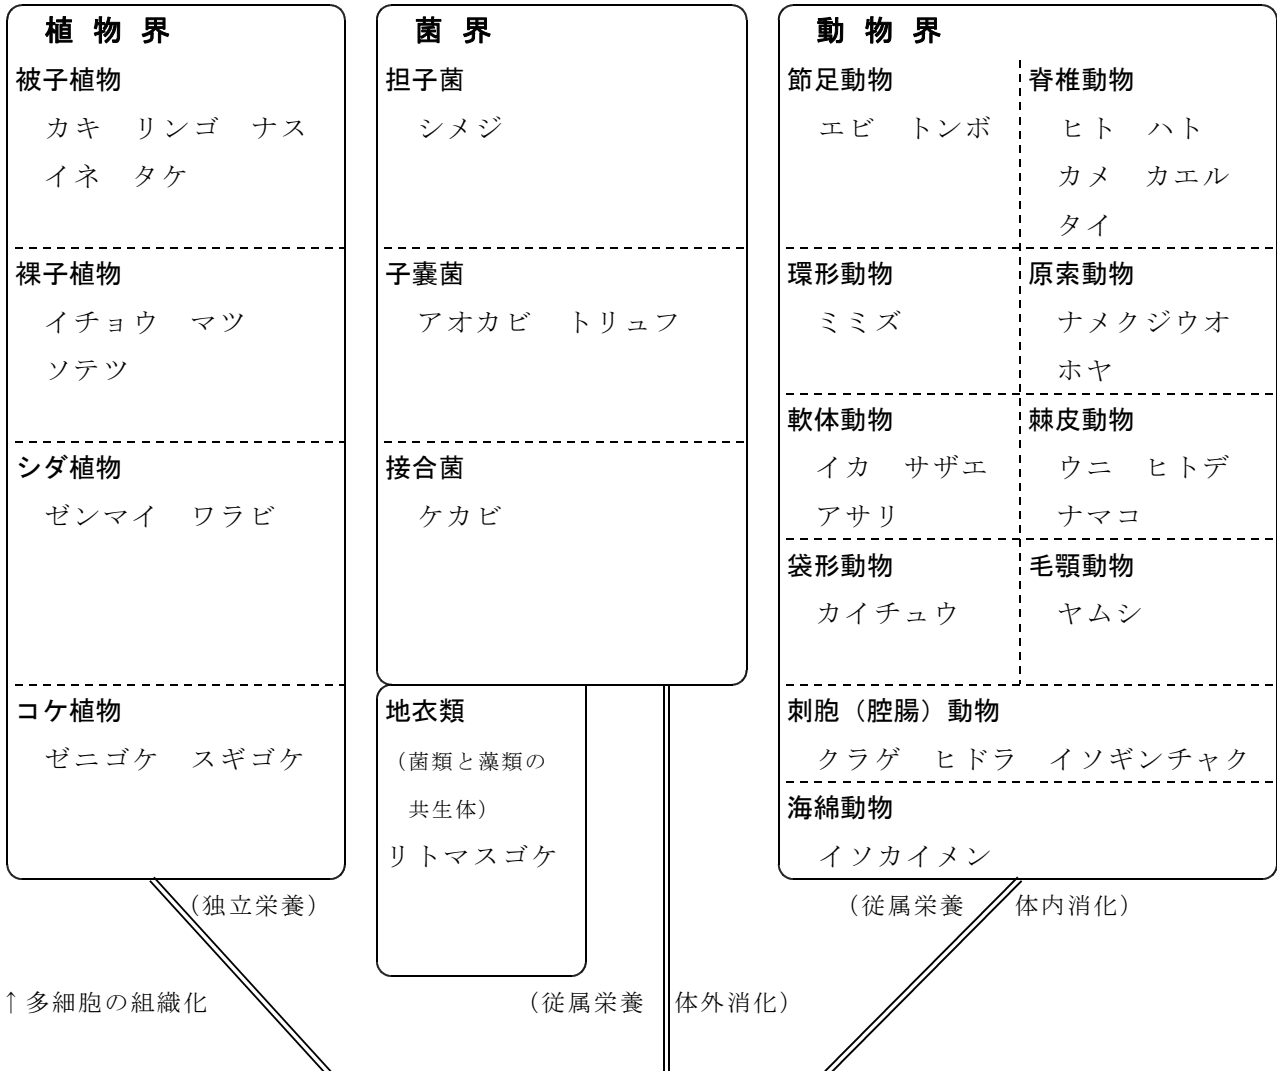 植物界
被子植物
カキ リンゴ ナス
イネ タケ
裸子植物
イチョウ マツ
ソテツ
シダ植物
ゼンマイ ワラビ
コケ植物
ゼニゴケ スギゴケ
(独立栄養)
↑多細胞の組織化
菌界
担子菌
シメジ
子嚢菌
アオカビ トリュフ
接合菌
ケカビ
地衣類
(菌類と藻類の
共生体)
リトマスゴケ
(従属栄養 体外消化)
動物界
節足動物
エビ トンボ
環形動物
ミミズ
軟体動物
イカ サザエ
アサリ
袋形動物
カイチュウ
脊椎動物
ヒト ハト
カメ カエル
タイ
原索動物
ナメクジウオ
ホヤ
棘皮動物
ウニ ヒトデ
ナマコ
毛顎動物
ヤムシ
刺胞(腔腸)動物
クラゲ ヒドラ イソギンチャク
海綿動物
イソカイメン
(従属栄養 体内消化)